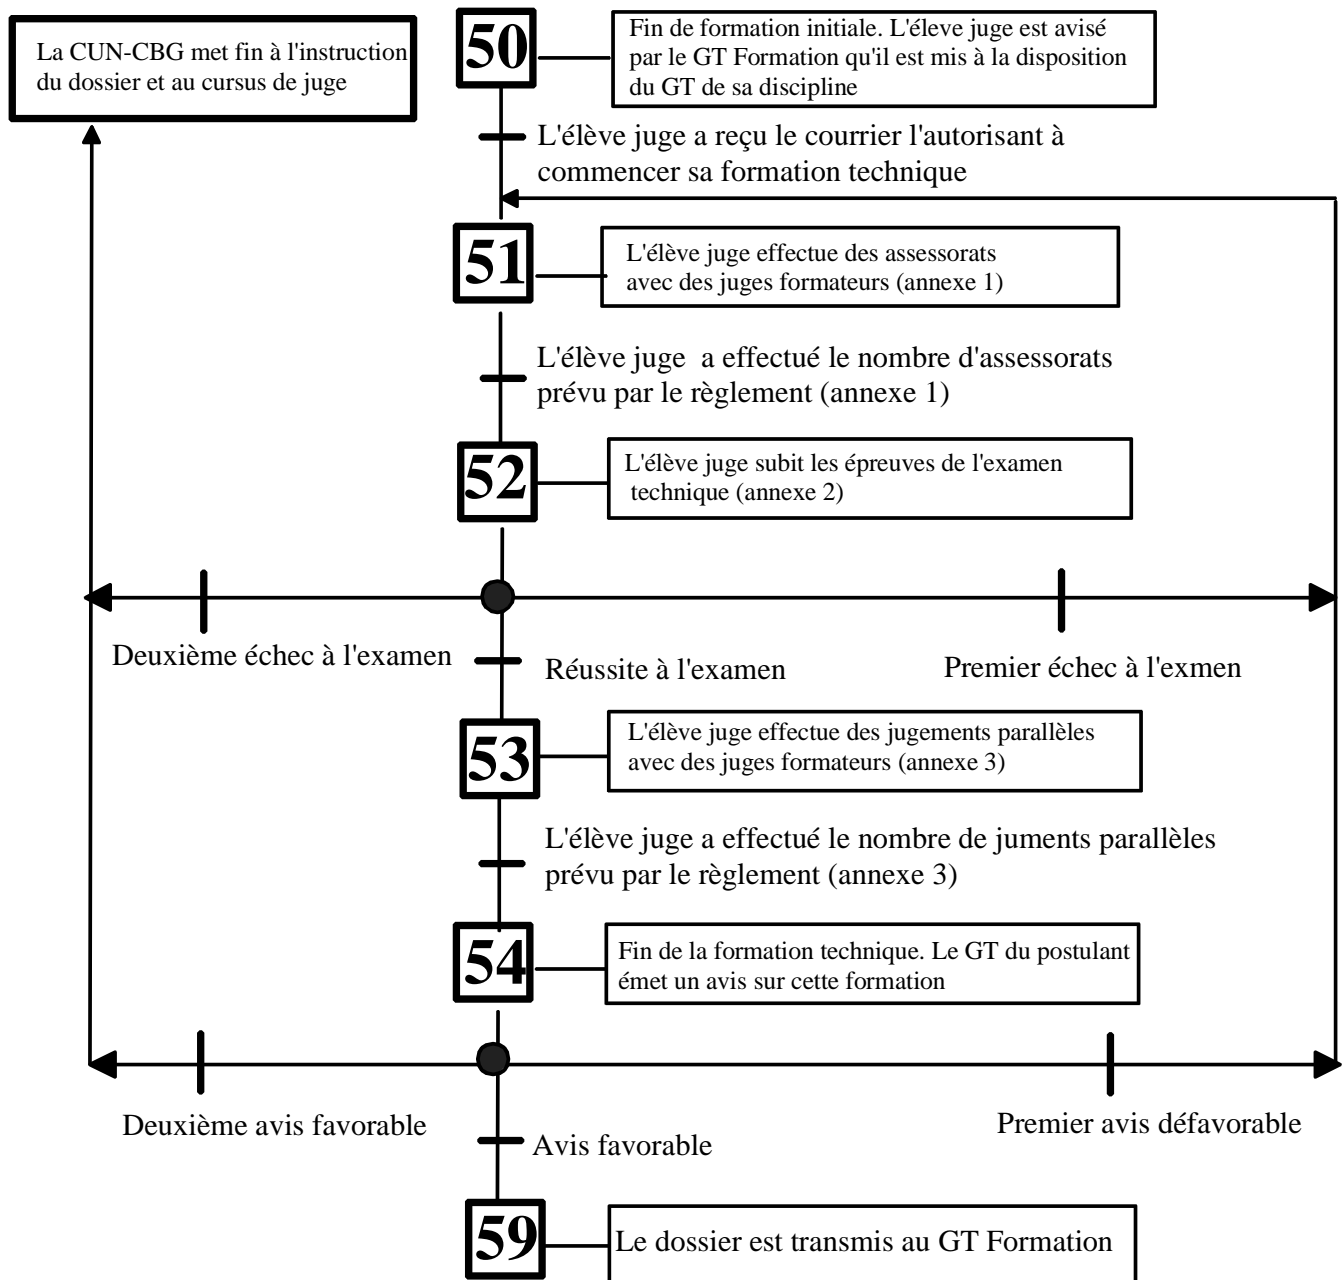 La CUN-CBG met fin à l'instruction
du dossier et au cursus de juge
50
Fin de formation initiale. L'éleve juge est avisé
par le GT Formation qu'il est mis à la disposition
du GT de sa discipline
L'élève juge a reçu le courrier l'autorisant à
commencer sa formation technique
51
L'élève juge effectue des assessorats
avec des juges formateurs (annexe 1)
L'élève juge a effectué le nombre d'assessorats
prévu par le règlement (annexe 1)
52
L'élève juge subit les épreuves de l'examen
technique (annexe 2)
Deuxième échec à l'examen
Réussite à l'examen
Premier échec à l'exmen
53
L'élève juge effectue des jugements parallèles
avec des juges formateurs (annexe 3)
L'élève juge a effectué le nombre de juments parallèles
prévu par le règlement (annexe 3)
54
Fin de la formation technique. Le GT du postulant
émet un avis sur cette formation
Deuxième avis favorable
Avis favorable
Premier avis défavorable
59
Le dossier est transmis au GT Formation